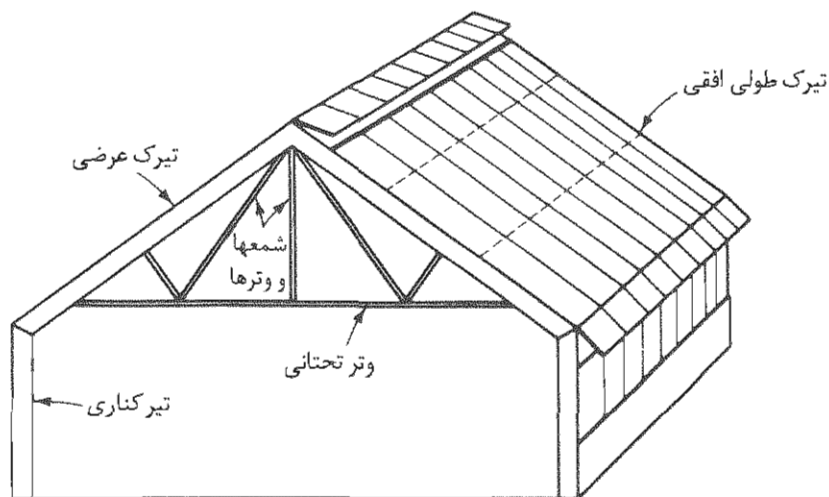 تیرک طولی افقی
تیرک عرضی
شمعها
و وترها
وتر تحتانی
تیر کناری